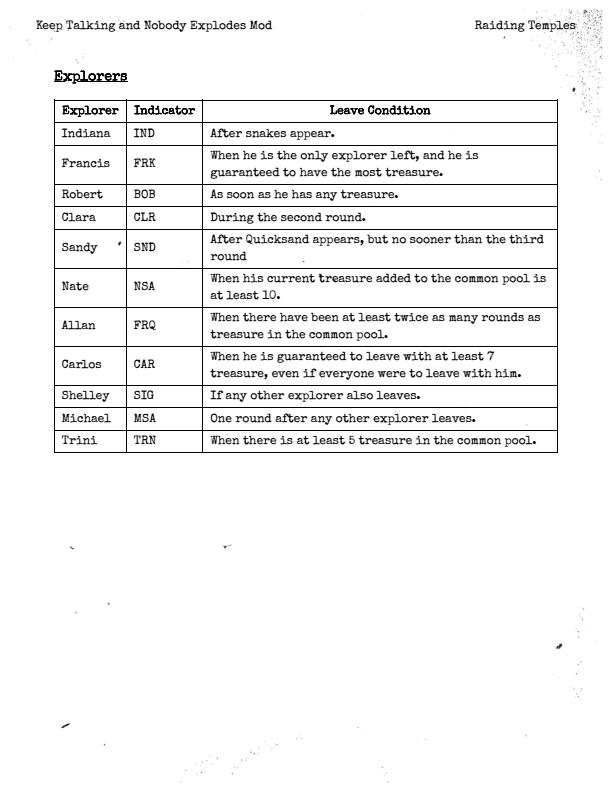 Keep Talking and Nobody Explodes Mod Raiding Temples
Explorers
Explorer Indicator Leave Condition
Indiana IND After snakes appear.
Francis FRK When he is the only explorer left, and he is
guaranteed to have the most treasure.
Robert BOB As soon as he has any treasure.
Clara CLR During the second round.
Sandy SND After Quicksand appears, but no sooner than the third
round
Nate NSA When his current treasure added to the common pool is
at least 10.
Allan FRQ When there have been at least twice as many rounds as
treasure in the common pool.
Carlos CAR When he is guaranteed to leave with at least 7
treasure, even if everyone were to leave with him.
Shelley SIG If any other explorer also leaves.
Michael MSA One round after any other explorer leaves.
Trini TRN When there is at least 5 treasure in the common pool.